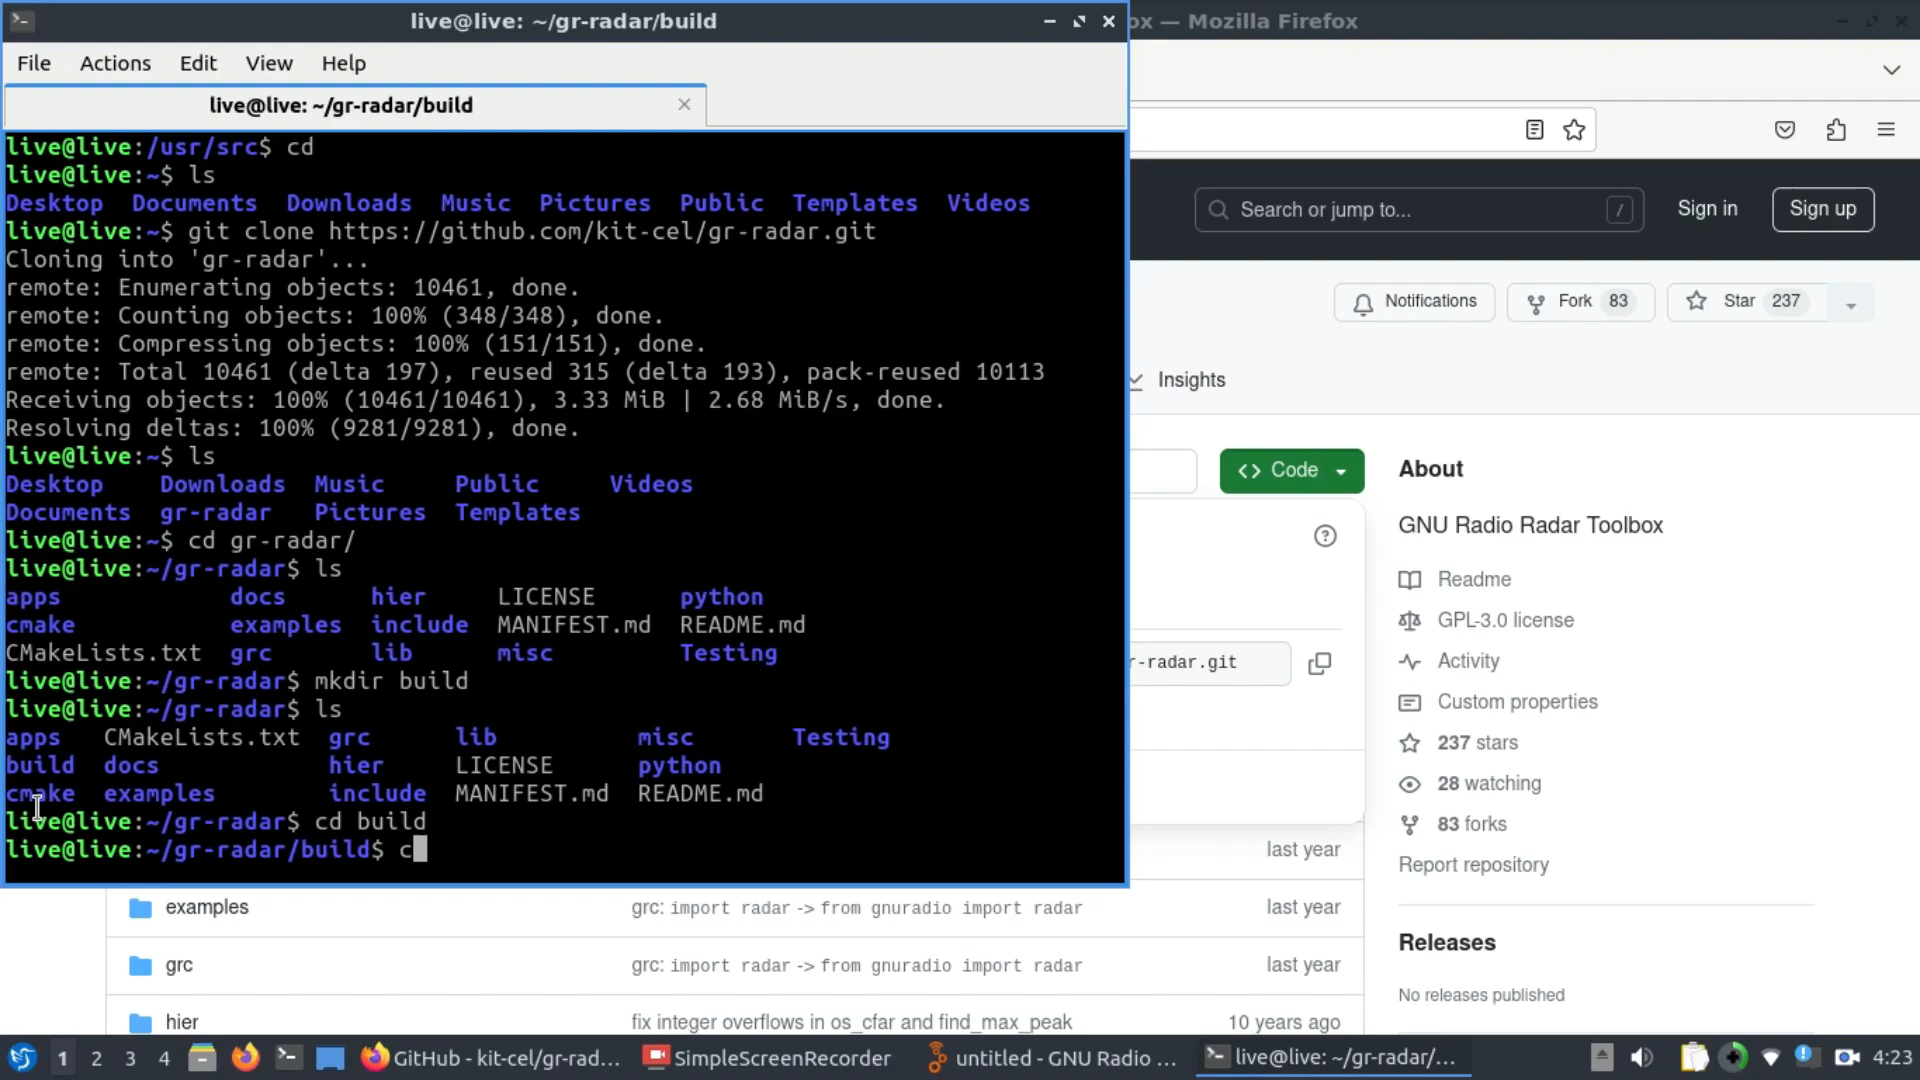 live@live: ~/gr-radar/build
ox — Mozilla Firefox
File Actions Edit View Help
live@live: ~/gr-radar/build
live@live:/usr/src$ cd
live@live:~$ ls
Desktop Documents Downloads Music Pictures Public Templates Videos
live@live:~$ git clone https://github.com/kit-cel/gr-radar.git
Cloning into 'gr-radar'...
remote: Enumerating objects: 10461, done.
remote: Counting objects: 100% (348/348), done.
remote: Compressing objects: 100% (151/151), done.
remote: Total 10461 (delta 197), reused 315 (delta 193), pack-reused 10113
Receiving objects: 100% (10461/10461), 3.33 MiB | 2.68 MiB/s, done.
Resolving deltas: 100% (9281/9281), done.
live@live:~$ ls
Desktop Downloads Music Public Videos
Documents gr-radar Pictures Templates
live@live:~$ cd gr-radar/
live@live:~/gr-radar$ ls
apps docs hier LICENSE python
cmake examples include MANIFEST.md README.md
CMakeLists.txt grc lib misc Testing
live@live:~/gr-radar$ mkdir build
live@live:~/gr-radar$ ls
apps CMakeLists.txt grc lib misc Testing
build docs hier LICENSE python
cmake examples include MANIFEST.md README.md
live@live:~/gr-radar$ cd build
live@live:~/gr-radar/build$ c
Search or jump to... /
Sign in
Sign up
Notifications
Fork 83
Star 237
Insights
Code
r-radar.git
About
GNU Radio Radar Toolbox
Readme
GPL-3.0 license
Activity
Custom properties
237 stars
28 watching
83 forks
Report repository
Releases
No releases published
last year
examples grc: import radar -> from gnuradio import radar last year
grc grc: import radar -> from gnuradio import radar last year
hier fix integer overflows in os_cfar and find_max_peak 10 years ago
1 2 3 4 GitHub - kit-cel/gr-rad... SimpleScreenRecorder untitled - GNU Radio ... live@live: ~/gr-radar/... 4:23